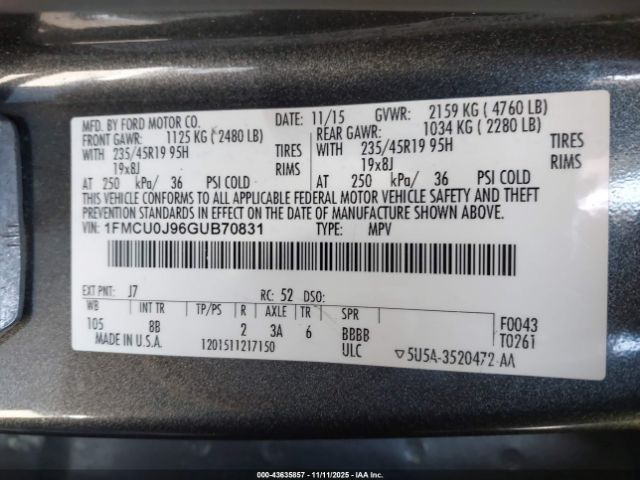 MFD. BY FORD MOTOR CO. DATE: 11/15 GVWR: 2159 KG ( 4760 LB)
FRONT GAWR: 1125 KG ( 2480 LB) REAR GAWR: 1034 KG ( 2280 LB)
WITH 235/45R19 95H TIRES WITH 235/45R19 95H TIRES
19x8J RIMS 19x8J RIMS
AT 250 kPa/ 36 PSI COLD AT 250 kPa/ 36 PSI COLD
THIS VEHICLE CONFORMS TO ALL APPLICABLE FEDERAL MOTOR VEHICLE SAFETY AND THEFT
PREVENTION STANDARDS IN EFFECT ON THE DATE OF MANUFACTURE SHOWN ABOVE.
VIN: 1FMCU0J96GUB70831 TYPE: MPV
EXT PNT: J7 RC: 52 DSO:
WB INT TR TP/PS R AXLE TR SPR F0043
105 8B 2 3A 6 BBBB T0261
MADE IN U.S.A. 1201511217150 ULC 5U5A-3520472-AA
000-43635857 - 11/11/2025 - IAA Inc.